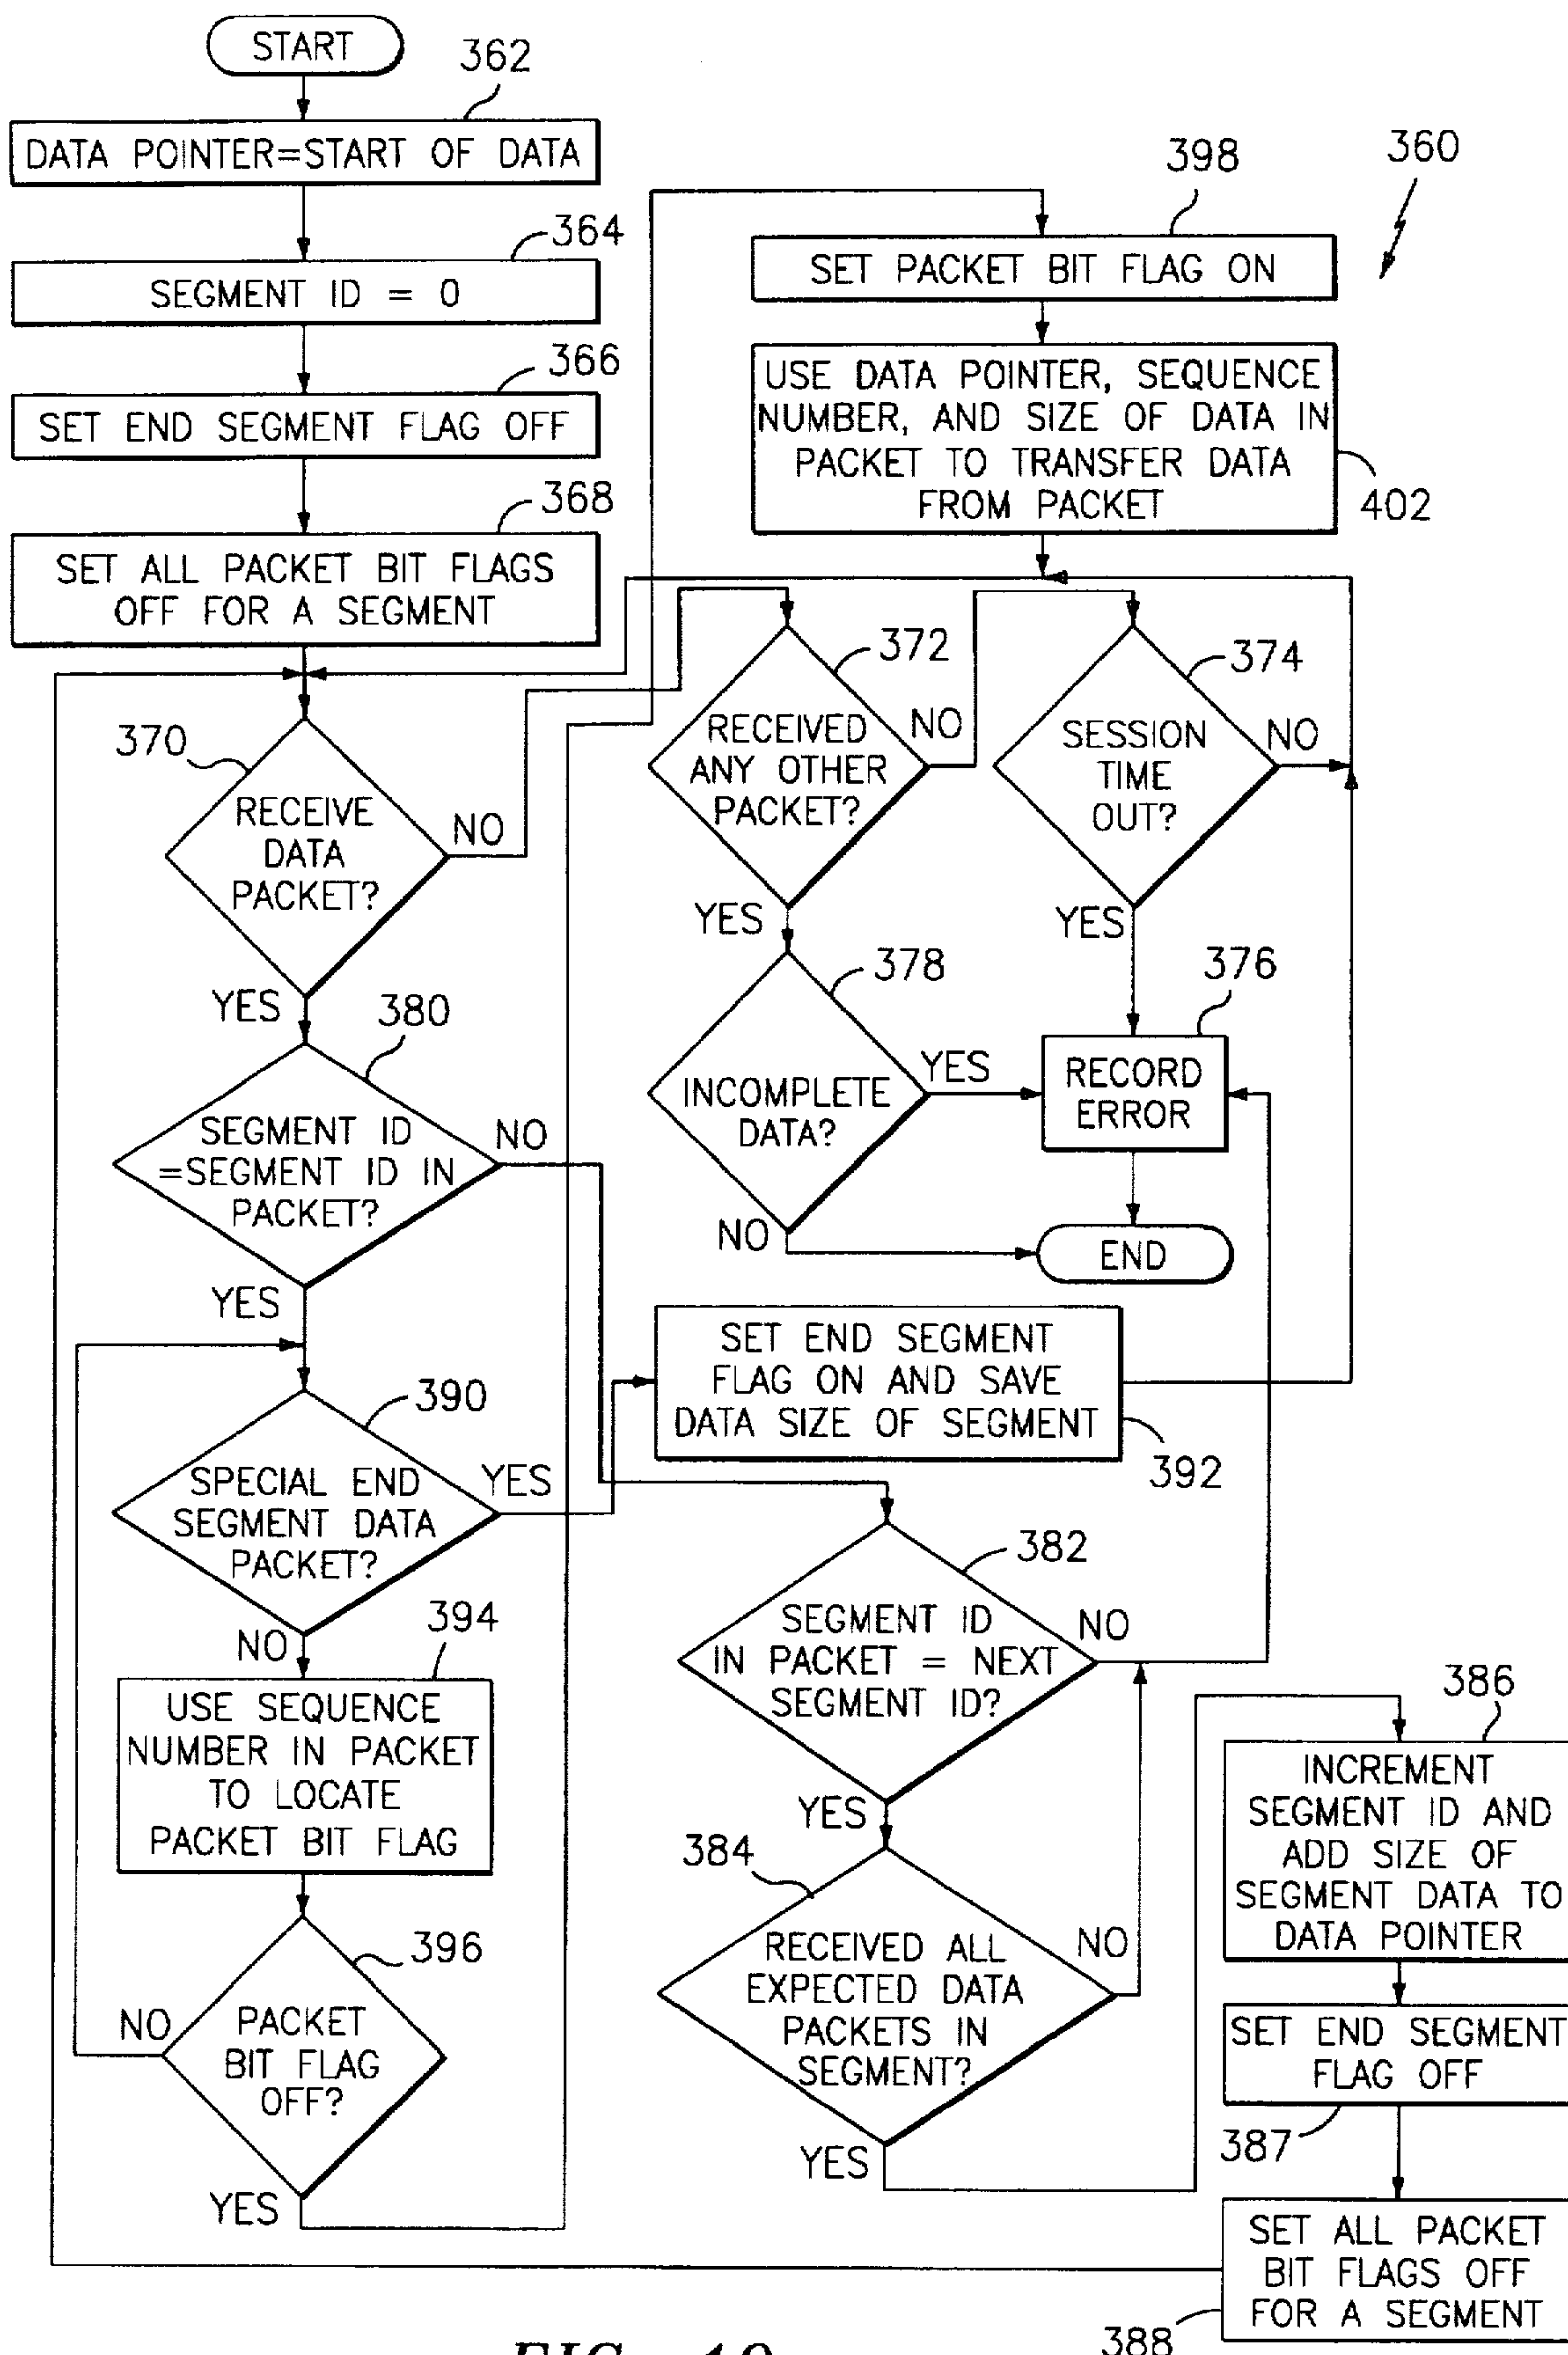 START
362
DATA POINTER=START OF DATA
364
SEGMENT ID = 0
366
SET END SEGMENT FLAG OFF
368
SET ALL PACKET BIT FLAGS
OFF FOR A SEGMENT
370
RECEIVE
DATA
PACKET?
NO
YES
380
SEGMENT ID
=SEGMENT ID IN
PACKET?
NO
YES
390
SPECIAL END
SEGMENT DATA
PACKET?
YES
NO
394
USE SEQUENCE
NUMBER IN PACKET
TO LOCATE
PACKET BIT FLAG
396
PACKET
BIT FLAG
OFF?
NO
YES
398
360
SET PACKET BIT FLAG ON
USE DATA POINTER, SEQUENCE
NUMBER, AND SIZE OF DATA IN
PACKET TO TRANSFER DATA
FROM PACKET
402
372
RECEIVED
ANY OTHER
PACKET?
NO
YES
374
SESSION
TIME
OUT?
NO
YES
378
INCOMPLETE
DATA?
YES
NO
376
RECORD
ERROR
END
SET END SEGMENT
FLAG ON AND SAVE
DATA SIZE OF SEGMENT
392
382
SEGMENT ID
IN PACKET = NEXT
SEGMENT ID?
NO
YES
384
RECEIVED ALL
EXPECTED DATA
PACKETS IN
SEGMENT?
NO
YES
386
INCREMENT
SEGMENT ID AND
ADD SIZE OF
SEGMENT DATA TO
DATA POINTER
SET END SEGMENT
FLAG OFF
387
SET ALL PACKET
BIT FLAGS OFF
FOR A SEGMENT
388